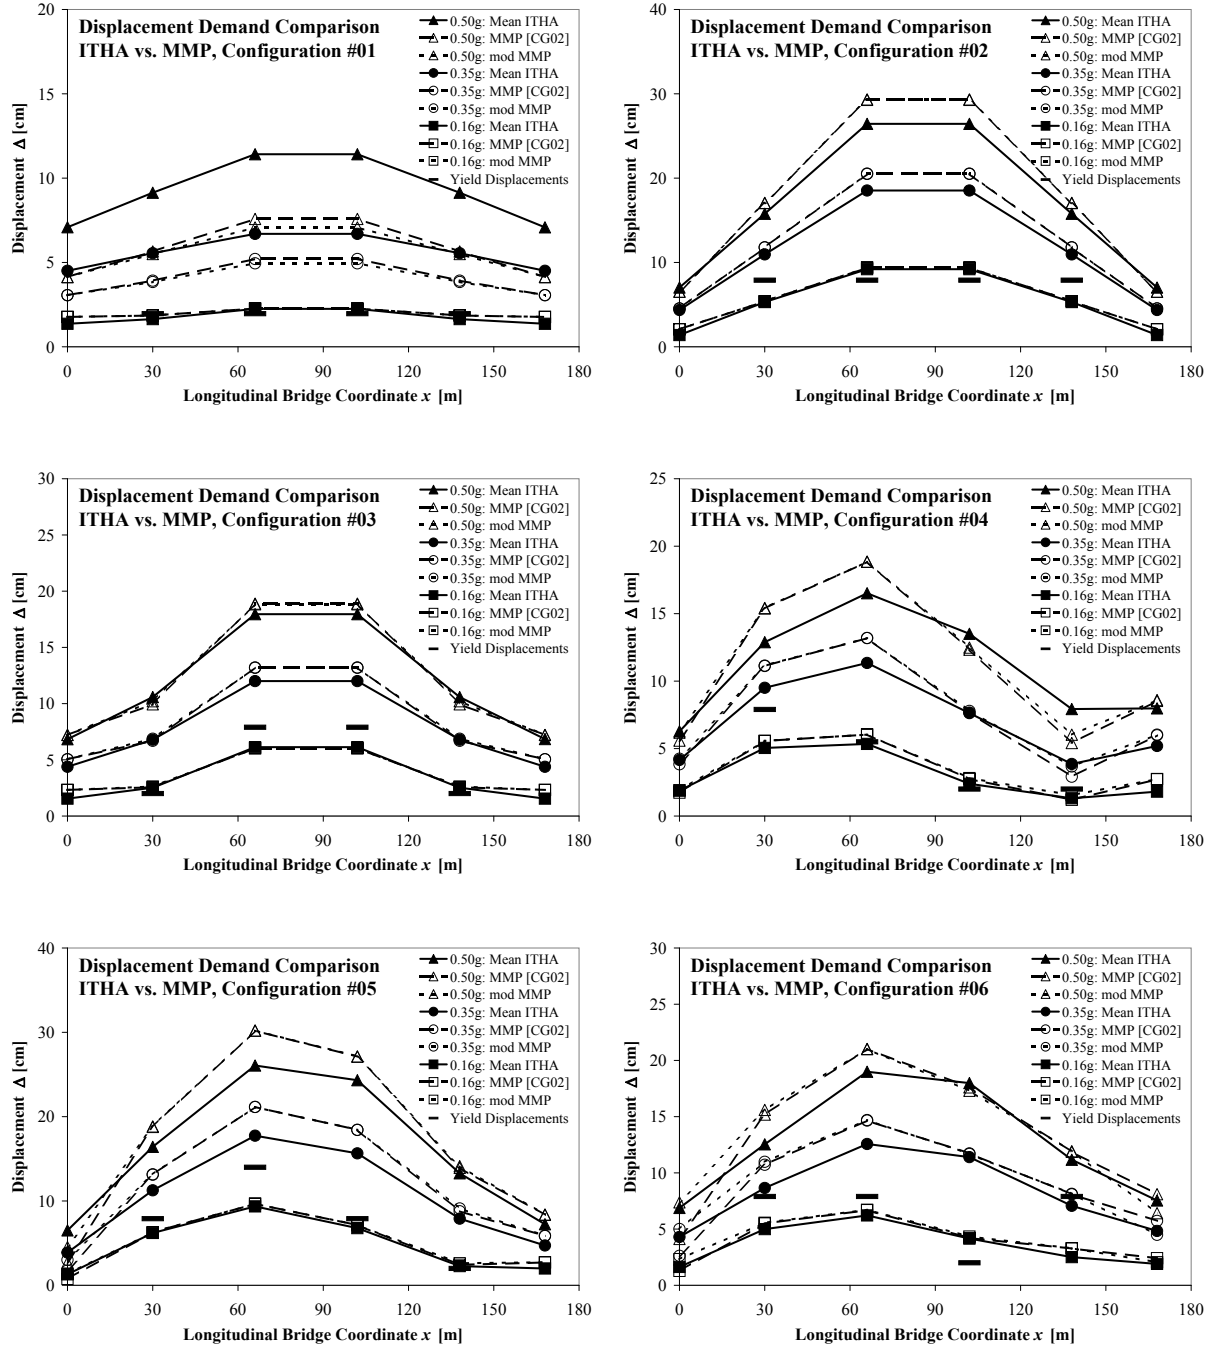 Displacement Demand Comparison
ITHA vs. MMP, Configuration #01
0.50g: Mean ITHA
0.50g: MMP [CG02]
0.50g: mod MMP
0.35g: Mean ITHA
0.35g: MMP [CG02]
0.35g: mod MMP
0.16g: Mean ITHA
0.16g: MMP [CG02]
0.16g: mod MMP
Yield Displacements
Displacement Δ [cm]
20
15
10
5
0
0 30 60 90 120 150 180
Longitudinal Bridge Coordinate x [m]
Displacement Demand Comparison
ITHA vs. MMP, Configuration #02
0.50g: Mean ITHA
0.50g: MMP [CG02]
0.50g: mod MMP
0.35g: Mean ITHA
0.35g: MMP [CG02]
0.35g: mod MMP
0.16g: Mean ITHA
0.16g: MMP [CG02]
0.16g: mod MMP
Yield Displacements
Displacement Δ [cm]
40
30
20
10
0
0 30 60 90 120 150 180
Longitudinal Bridge Coordinate x [m]
Displacement Demand Comparison
ITHA vs. MMP, Configuration #03
0.50g: Mean ITHA
0.50g: MMP [CG02]
0.50g: mod MMP
0.35g: Mean ITHA
0.35g: MMP [CG02]
0.35g: mod MMP
0.16g: Mean ITHA
0.16g: MMP [CG02]
0.16g: mod MMP
Yield Displacements
Displacement Δ [cm]
30
25
20
15
10
5
0
0 30 60 90 120 150 180
Longitudinal Bridge Coordinate x [m]
Displacement Demand Comparison
ITHA vs. MMP, Configuration #04
0.50g: Mean ITHA
0.50g: MMP [CG02]
0.50g: mod MMP
0.35g: Mean ITHA
0.35g: MMP [CG02]
0.35g: mod MMP
0.16g: Mean ITHA
0.16g: MMP [CG02]
0.16g: mod MMP
Yield Displacements
Displacement Δ [cm]
25
20
15
10
5
0
0 30 60 90 120 150 180
Longitudinal Bridge Coordinate x [m]
Displacement Demand Comparison
ITHA vs. MMP, Configuration #05
0.50g: Mean ITHA
0.50g: MMP [CG02]
0.50g: mod MMP
0.35g: Mean ITHA
0.35g: MMP [CG02]
0.35g: mod MMP
0.16g: Mean ITHA
0.16g: MMP [CG02]
0.16g: mod MMP
Yield Displacements
Displacement Δ [cm]
40
30
20
10
0
0 30 60 90 120 150 180
Longitudinal Bridge Coordinate x [m]
Displacement Demand Comparison
ITHA vs. MMP, Configuration #06
0.50g: Mean ITHA
0.50g: MMP [CG02]
0.50g: mod MMP
0.35g: Mean ITHA
0.35g: MMP [CG02]
0.35g: mod MMP
0.16g: Mean ITHA
0.16g: MMP [CG02]
0.16g: mod MMP
Yield Displacements
Displacement Δ [cm]
30
25
20
15
10
5
0
0 30 60 90 120 150 180
Longitudinal Bridge Coordinate x [m]